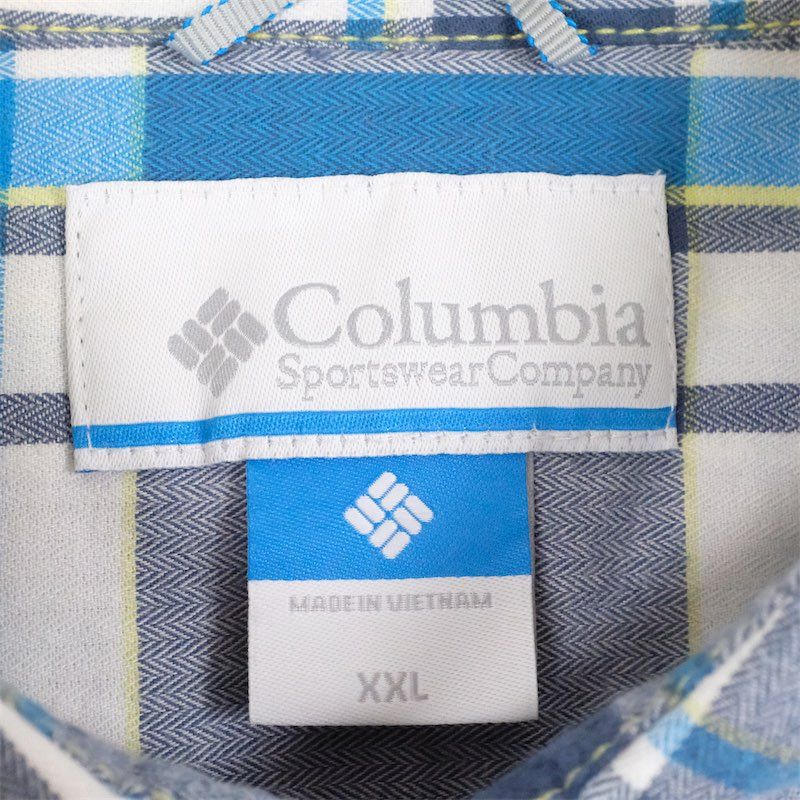 Columbia
Sportswear Company
MADE IN VIETNAM
XXL